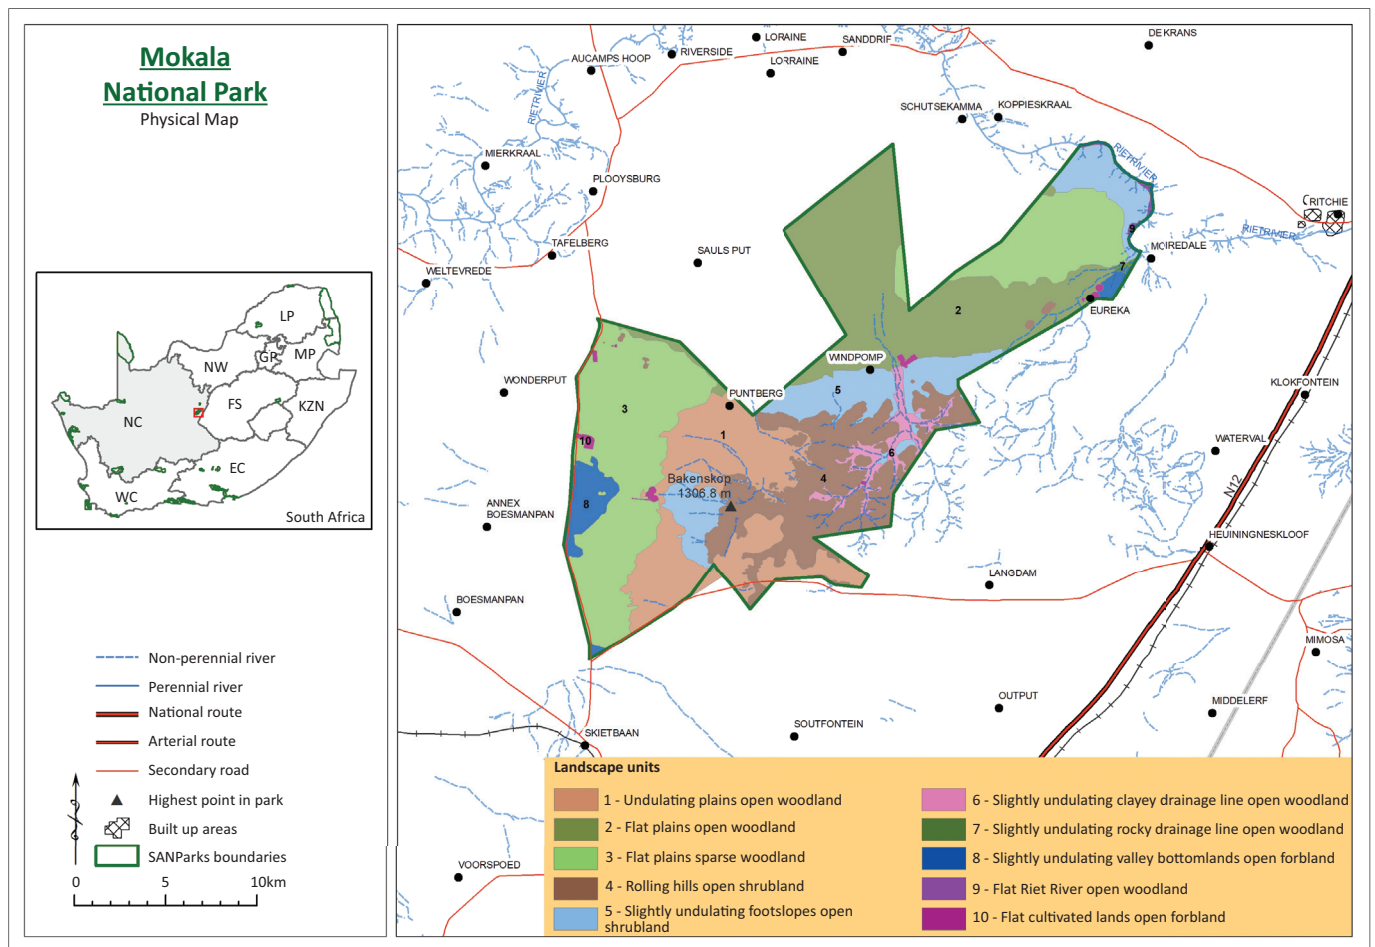 Mokala
National Park
Physical Map
LP
NW
GP
MP
NC
FS
KZN
EC
WC
South Africa
Non-perennial river
Perennial river
National route
Arterial route
Secondary road
Highest point in park
Built up areas
SANParks boundaries
0 5 10km
LORAINE
RIVERSIDE
SANDDRIF
DE KRANS
AUCAMPS HOOP
LORRAINE
RIETRIVIER
SCHUTSEKAMMA
KOPPIESKRAAL
MIERKRAAL
RIETRIVIER
PLOOYSBURG
RITCHIE
9
RIETRIVIER
TAFELBERG
SAULS PUT
MOIREDALE
7
WELTEVREDE
2
EUREKA
WINDPOMP
WONDERPUT
5
KLOKFONTEIN
PUNTBERG
3
1
10
WATERVAL
6
4
Bakenskop
1306.8 m
N12
8
ANNEX
BOESMANPAN
HEUININGNESKLOOF
LANGDAM
BOESMANPAN
MIMOSA
OUTPUT
MIDDELERF
SKIETBAAN
SOUTFONTEIN
VOORSPOED
Landscape units
1 - Undulating plains open woodland
2 - Flat plains open woodland
3 - Flat plains sparse woodland
4 - Rolling hills open shrubland
5 - Slightly undulating footslopes open
shrubland
6 - Slightly undulating clayey drainage line open woodland
7 - Slightly undulating rocky drainage line open woodland
8 - Slightly undulating valley bottomlands open forbland
9 - Flat Riet River open woodland
10 - Flat cultivated lands open forbland